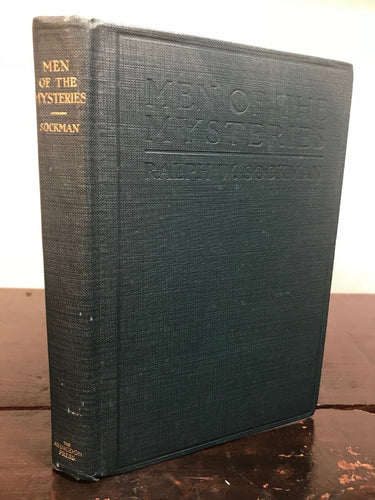 MEN
OF THE
MYSTERIES
SOCKMAN
THE
ABINGDON
PRESS
MEN OF THE
MYSTERIES
RALPH W. SOCKMAN